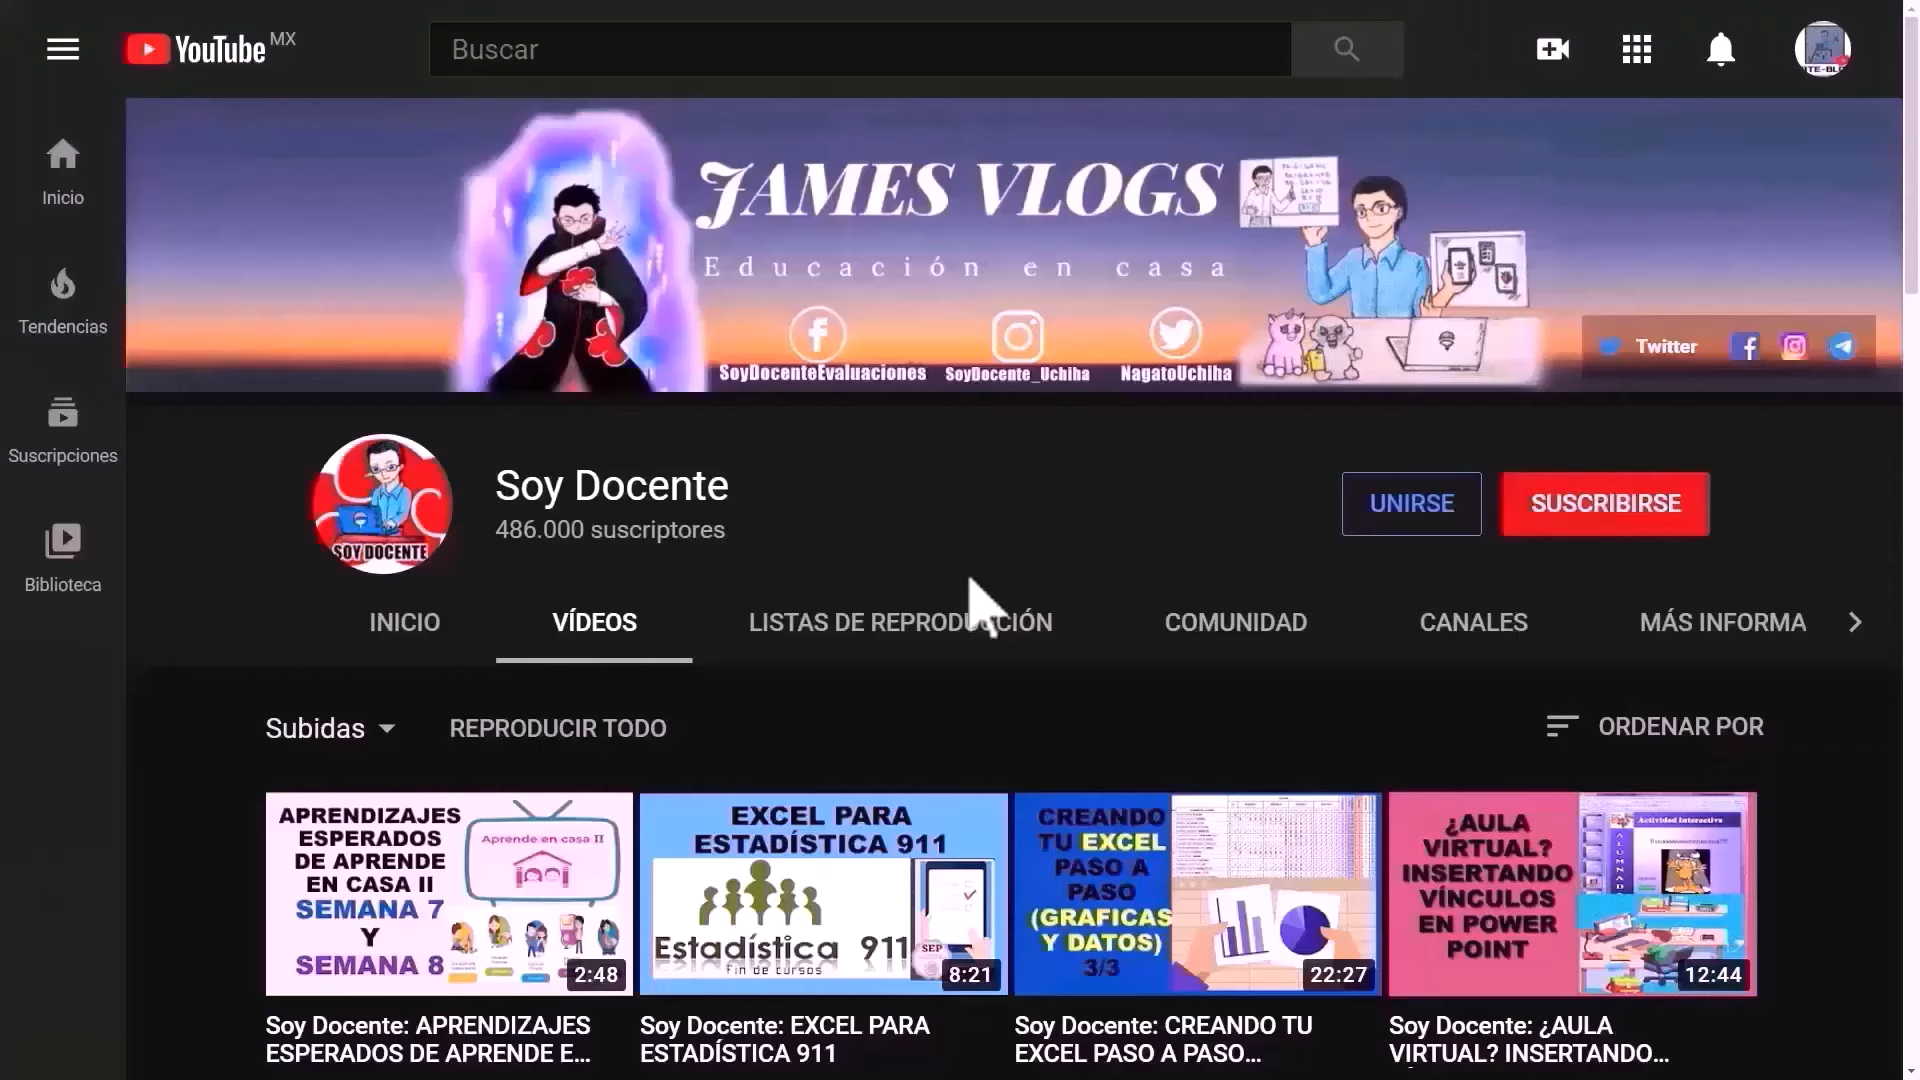 YouTube MX
Buscar
Inicio
Tendencias
Suscripciones
Biblioteca
JAMES VLOGS
Educación en casa
SoyDocenteEvaluaciones
SoyDocente_Uchiha
NagatoUchiha
Twitter
SOY DOCENTE
Soy Docente
486.000 suscriptores
UNIRSE
SUSCRIBIRSE
INICIO
VÍDEOS
LISTAS DE REPRODUCCIÓN
COMUNIDAD
CANALES
MÁS INFORMA
Subidas
REPRODUCIR TODO
ORDENAR POR
APRENDIZAJES
ESPERADOS
DE APRENDE
EN CASA II
SEMANA 7
Y
SEMANA 8
Aprende en casa II
2:48
EXCEL PARA
ESTADÍSTICA 911
Estadística 911
Fin de cursos
SEP
8:21
CREANDO
TU EXCEL
PASO A
PASO
(GRAFICAS
Y DATOS)
3/3
22:27
¿AULA
VIRTUAL?
INSERTANDO
VÍNCULOS
EN POWER
POINT
Actividad Interactiva
12:44
Soy Docente: APRENDIZAJES
ESPERADOS DE APRENDE E...
Soy Docente: EXCEL PARA
ESTADÍSTICA 911
Soy Docente: CREANDO TU
EXCEL PASO A PASO...
Soy Docente: ¿AULA
VIRTUAL? INSERTANDO...